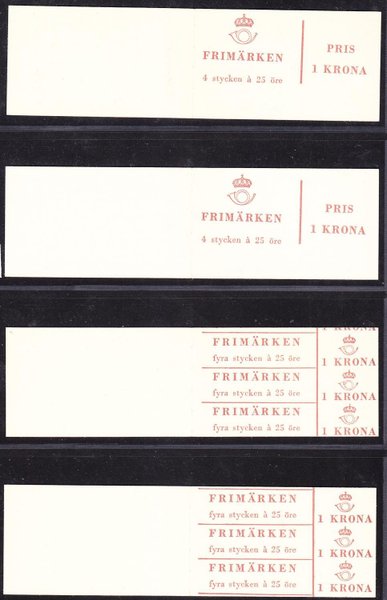 FRIMÄRKEN
4 stycken à 25 öre
PRIS
1 KRONA
FRIMÄRKEN
4 stycken à 25 öre
PRIS
1 KRONA
1 KRONA
FRIMÄRKEN
fyra stycken à 25 öre
1 KRONA
FRIMÄRKEN
fyra stycken à 25 öre
1 KRONA
FRIMÄRKEN
fyra stycken à 25 öre
1 KRONA
FRIMÄRKEN
fyra stycken à 25 öre
1 KRONA
FRIMÄRKEN
fyra stycken à 25 öre
1 KRONA
FRIMÄRKEN
fyra stycken à 25 öre
1 KRONA